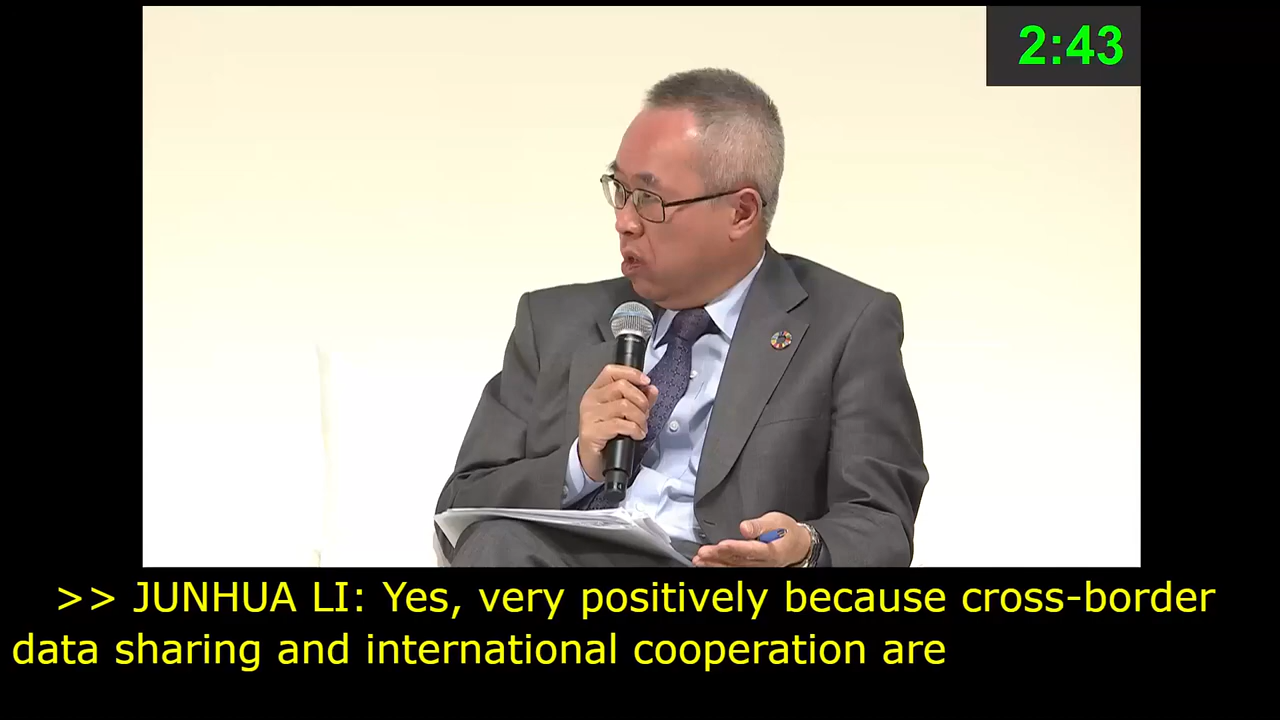 2:43
>> JUNHUA LI: Yes, very positively because cross-border
data sharing and international cooperation are